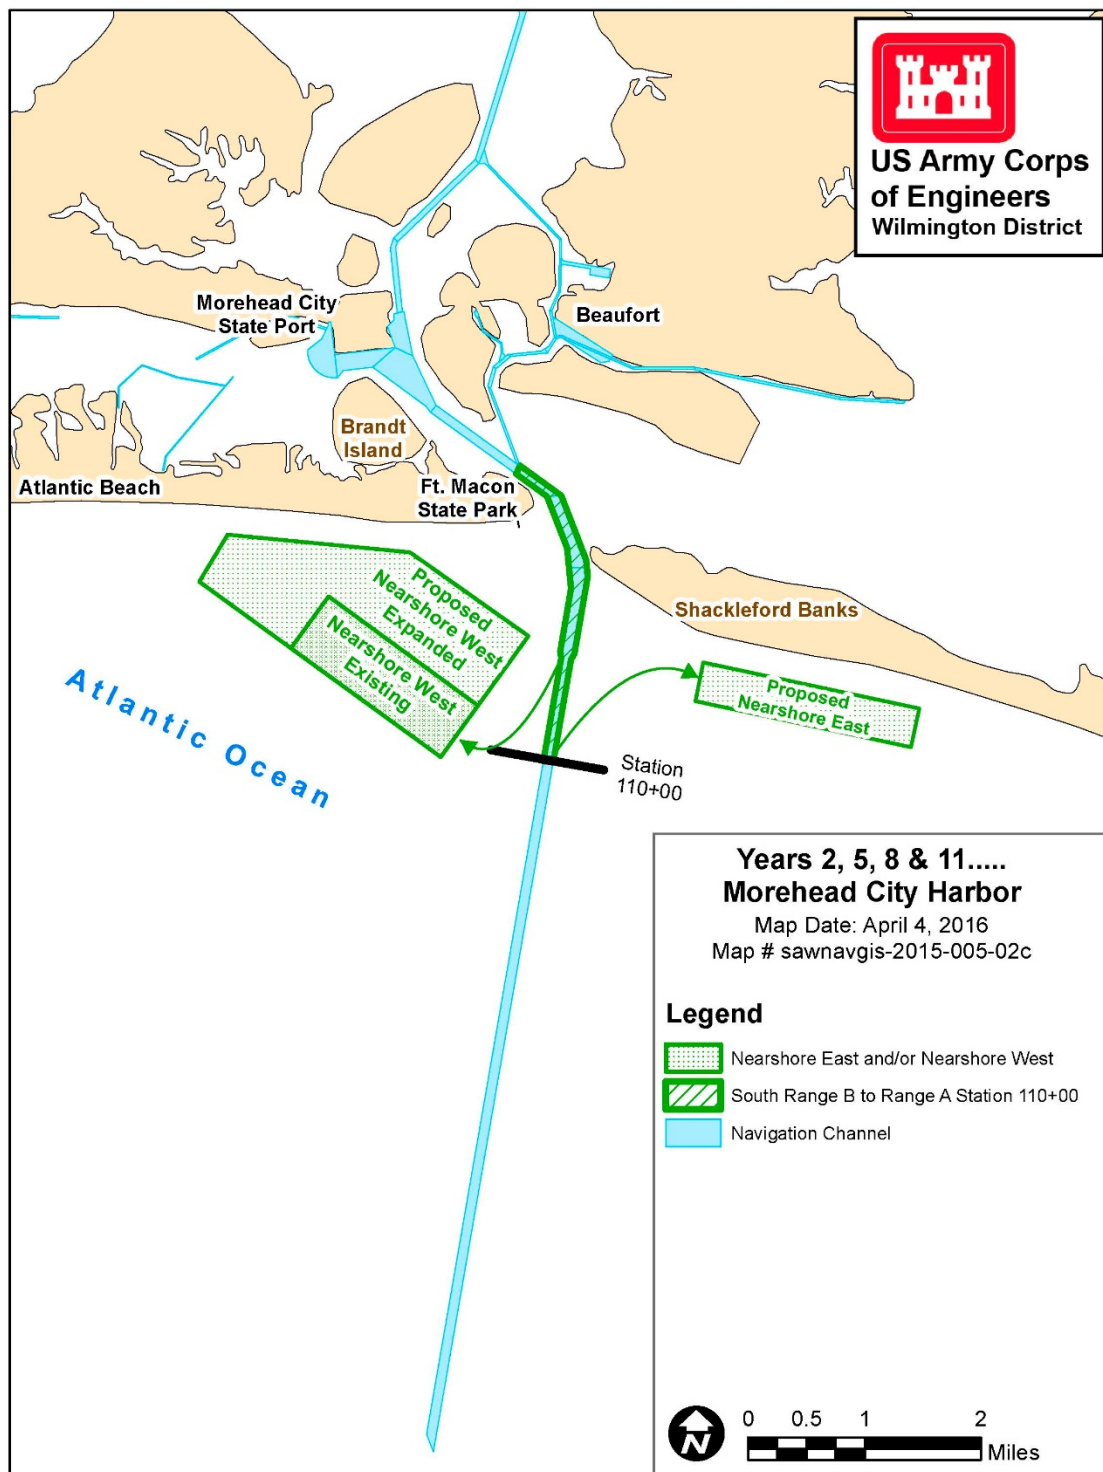 US Army Corps
of Engineers
Wilmington District
Morehead City
State Port
Beaufort
Brandt
Island
Atlantic Beach
Ft. Macon
State Park
Proposed
Nearshore West
Expanded
Nearshore West
Existing
Shackleford Banks
Proposed
Nearshore East
Atlantic Ocean
Station
110+00
Years 2, 5, 8 & 11.....
Morehead City Harbor
Map Date: April 4, 2016
Map # sawnavgis-2015-005-02c
Legend
Nearshore East and/or Nearshore West
South Range B to Range A Station 110+00
Navigation Channel
N
0 0.5 1 2
Miles